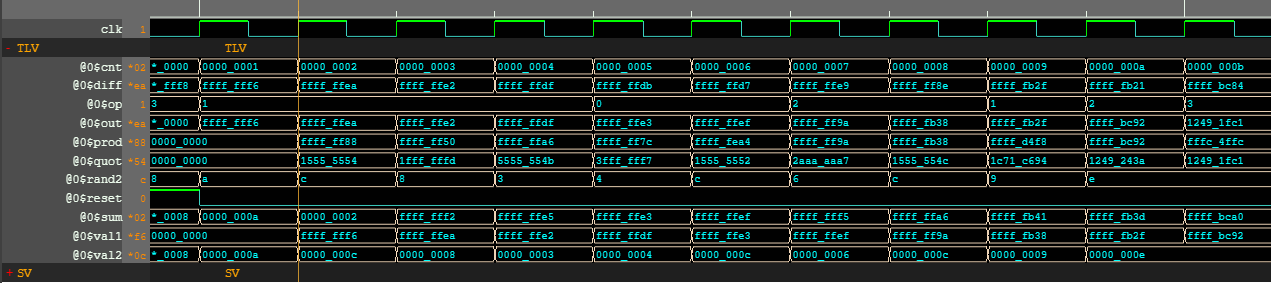 clk 1
- TLV TLV
@0$cnt *02 *_0000 0000_0001 0000_0002 0000_0003 0000_0004 0000_0005 0000_0006 0000_0007 0000_0008 0000_0009 0000_000a 0000_000b
@0$diff *ea *_fff8 ffff_fff6 ffff_ffea ffff_ffe2 ffff_ffdf ffff_ffdb ffff_ffd7 ffff_ffe9 ffff_ff8e ffff_fb2f ffff_fb21 ffff_bc84
@0$op 1 3 1 0 2 1 2 3
@0$out *ea *_0000 ffff_fff6 ffff_ffea ffff_ffe2 ffff_ffdf ffff_ffe3 ffff_ffef ffff_ff9a ffff_fb38 ffff_fb2f ffff_bc92 1249_1fc1
@0$prod *88 0000_0000 ffff_ff88 ffff_ff50 ffff_ffa6 ffff_ff7c ffff_fea4 ffff_ff9a ffff_fb38 ffff_d4f8 ffff_bc92 fffc_4ffc
@0$quot *54 0000_0000 1555_5554 1fff_fffd 5555_554b 3fff_fff7 1555_5552 2aaa_aaa7 1555_554c 1c71_c694 1249_243a 1249_1fc1
@0$rand2 c 8 a c 8 3 4 c 6 c 9 e
@0$reset 0
@0$sum *02 *_0008 0000_000a 0000_0002 ffff_fff2 ffff_ffe5 ffff_ffe3 ffff_ffef ffff_fff5 ffff_ffa6 ffff_fb41 ffff_fb3d ffff_bca0
@0$val1 *f6 0000_0000 ffff_fff6 ffff_ffea ffff_ffe2 ffff_ffdf ffff_ffe3 ffff_ffef ffff_ff9a ffff_fb38 ffff_fb2f ffff_bc92
@0$val2 *0c *_0008 0000_000a 0000_000c 0000_0008 0000_0003 0000_0004 0000_000c 0000_0006 0000_000c 0000_0009 0000_000e
+ SV SV